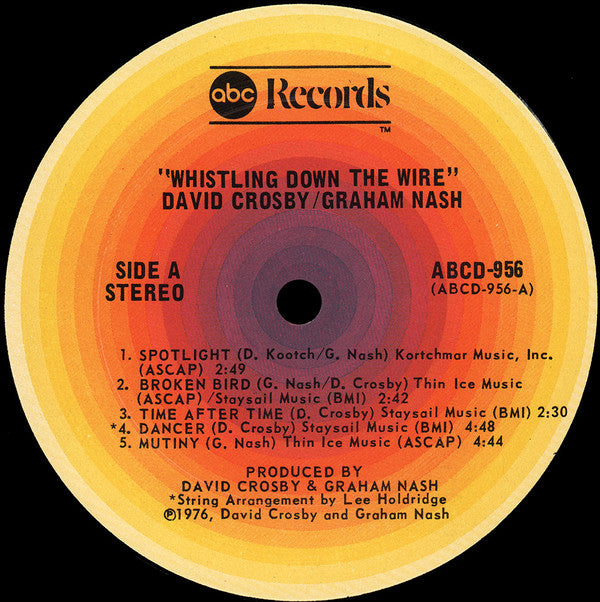 abc Records
TM
"WHISTLING DOWN THE WIRE"
DAVID CROSBY/GRAHAM NASH
SIDE A
STEREO
ABCD-956
(ABCD-956-A)
1. SPOTLIGHT (D. Kootch/G. Nash) Kortchmar Music, Inc.
(ASCAP) 2:49
2. BROKEN BIRD (G. Nash/D. Crosby) Thin Ice Music
(ASCAP)/Staysail Music (BMI) 2:42
3. TIME AFTER TIME (D. Crosby) Staysail Music (BMI) 2:30
*4. DANCER (D. Crosby) Staysail Music (BMI) 4:48
5. MUTINY (G. Nash) Thin Ice Music (ASCAP) 4:44
PRODUCED BY
DAVID CROSBY & GRAHAM NASH
*String Arrangement by Lee Holdridge
℗1976, David Crosby and Graham Nash